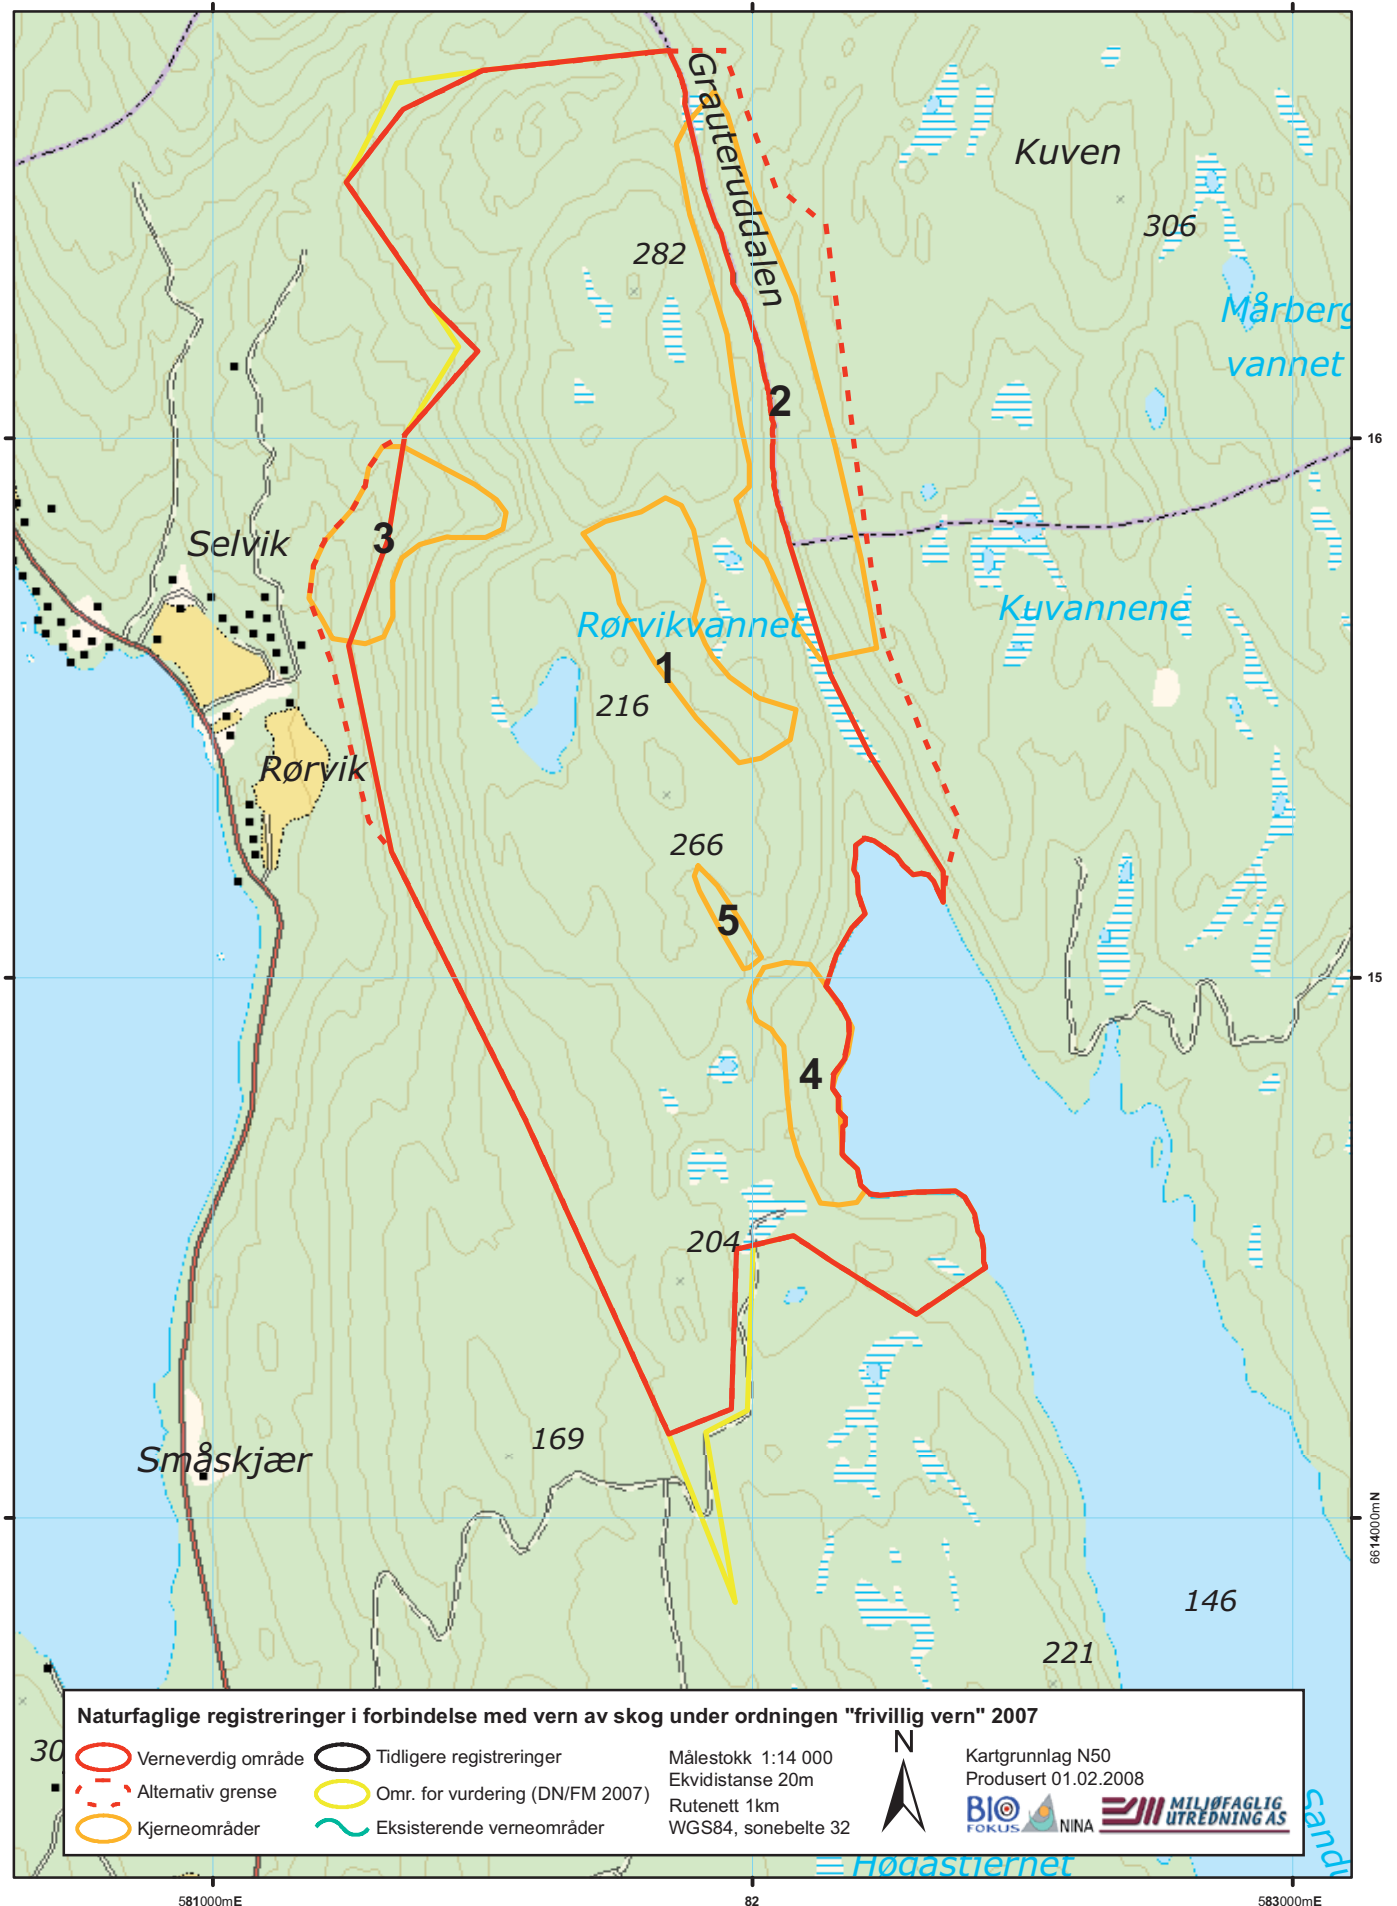 Grauteruddalen
Kuven
306
282
Mårberg
vannet
2
16
3
Selvik
Kuvannene
Rørvikvannet
1
216
Rørvik
266
5
15
4
204
169
Småskjær
6614000mN
146
221
30
Naturfaglige registreringer i forbindelse med vern av skog under ordningen "frivillig vern" 2007
Verneverdig område
Alternativ grense
Kjerneområder
Tidligere registreringer
Omr. for vurdering (DN/FM 2007)
Eksisterende verneområder
Målestokk 1:14 000
Ekvidistanse 20m
Rutenett 1km
WGS84, sonebelte 32
N
Kartgrunnlag N50
Produsert 01.02.2008
BIO
FOKUS
NINA
MILJØFAGLIG
UTREDNING AS
Sandu
Høgåstjernet
581000mE
82
583000mE